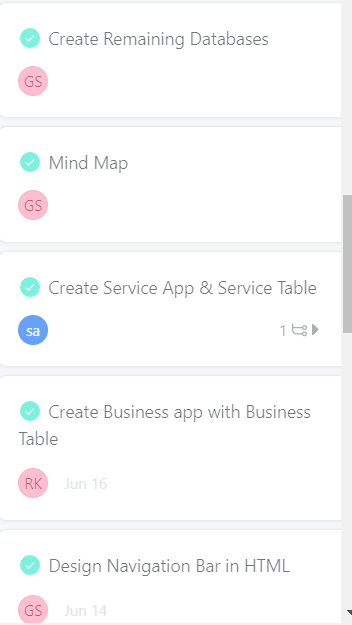 Create Remaining Databases
GS
Mind Map
GS
Create Service App & Service Table
sa
1
Create Business app with Business
Table
RK Jun 16
Design Navigation Bar in HTML
GS Jun 14